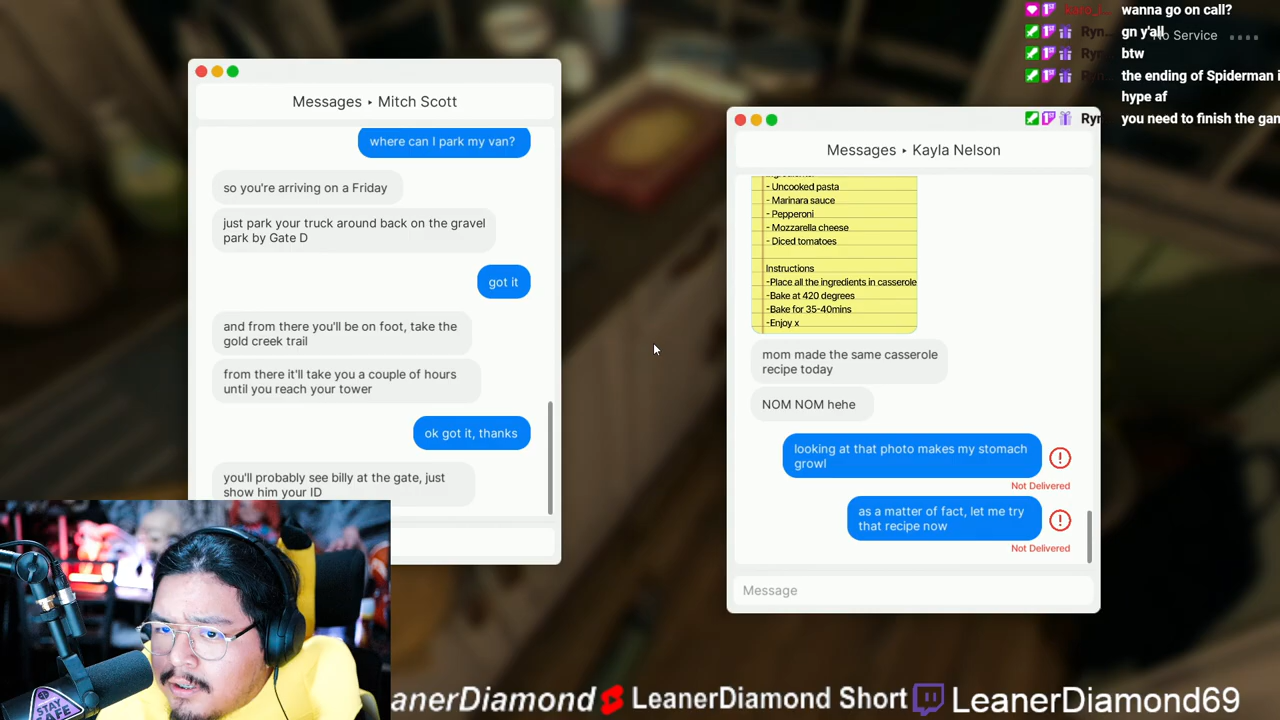 wanna go on call?
gn y'all
No Service
Ryn...
btw
the ending of Spiderman i
hype af
Ryn
you need to finish the gam
Messages ‣ Mitch Scott
where can I park my van?
so you're arriving on a Friday
just park your truck around back on the gravel
park by Gate D
got it
and from there you'll be on foot, take the
gold creek trail
from there it'll take you a couple of hours
until you reach your tower
ok got it, thanks
you'll probably see billy at the gate, just
show him your ID
Messages ‣ Kayla Nelson
- Uncooked pasta
- Marinara sauce
- Pepperoni
- Mozzarella cheese
- Diced tomatoes
Instructions
-Place all the ingredients in casserole
-Bake at 420 degrees
-Bake for 35-40mins
-Enjoy x
mom made the same casserole
recipe today
NOM NOM hehe
looking at that photo makes my stomach
growl
Not Delivered
as a matter of fact, let me try
that recipe now
Not Delivered
Message
STAY
SAFE
eanerDiamond LeanerDiamond Short LeanerDiamond69